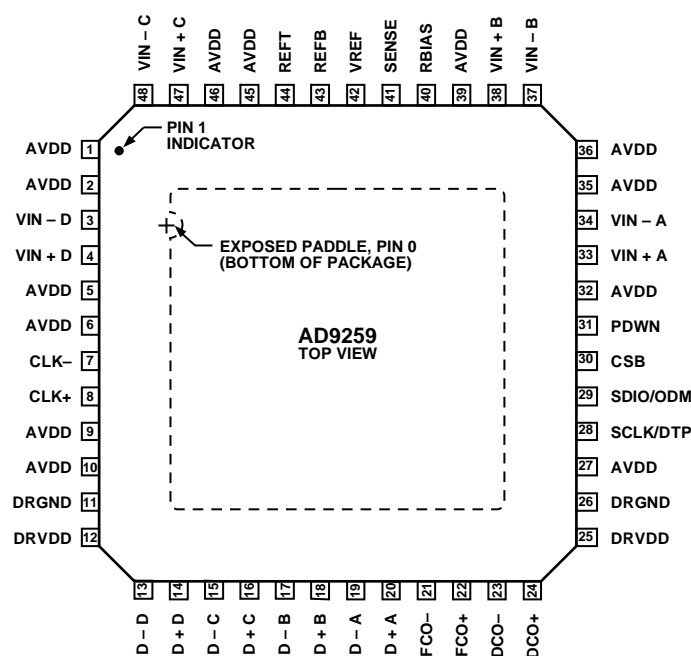 VIN – C
VIN + C
AVDD
AVDD
REFT
REFB
VREF
SENSE
RBIAS
AVDD
VIN + B
VIN – B
48
47
46
45
44
43
42
41
40
39
38
37
PIN 1
INDICATOR
AVDD 1
AVDD 2
VIN – D 3
VIN + D 4
AVDD 5
AVDD 6
CLK– 7
CLK+ 8
AVDD 9
AVDD 10
DRGND 11
DRVDD 12
EXPOSED PADDLE, PIN 0
(BOTTOM OF PACKAGE)
AD9259
TOP VIEW
36 AVDD
35 AVDD
34 VIN – A
33 VIN + A
32 AVDD
31 PDWN
30 CSB
29 SDIO/ODM
28 SCLK/DTP
27 AVDD
26 DRGND
25 DRVDD
13
14
15
16
17
18
19
20
21
22
23
24
D – D
D + D
D – C
D + C
D – B
D + B
D – A
D + A
FCO–
FCO+
DCO–
DCO+